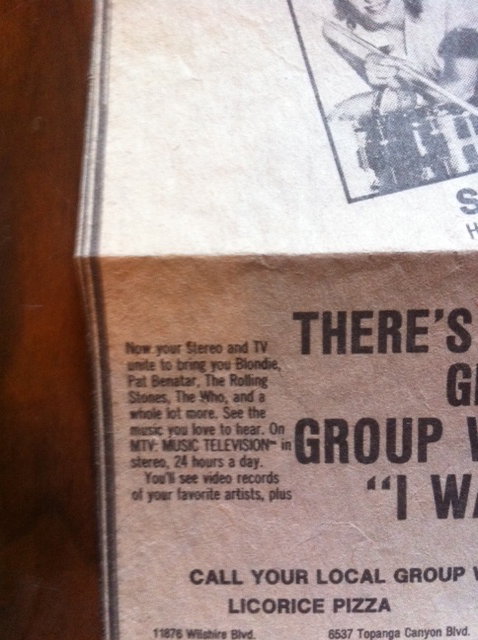 S
H
THERE'S
G
GROUP
"I WA
Now your Stereo and TV
unite to bring you Blondie,
Pat Benatar, The Rolling
Stones, The Who, and a
whole lot more. See the
music you love to hear. On
MTV: MUSIC TELEVISION™ in
stereo, 24 hours a day.
You'll see video records
of your favorite artists, plus
CALL YOUR LOCAL GROUP
LICORICE PIZZA
11876 Wilshire Blvd. 6537 Topanga Canyon Blvd.